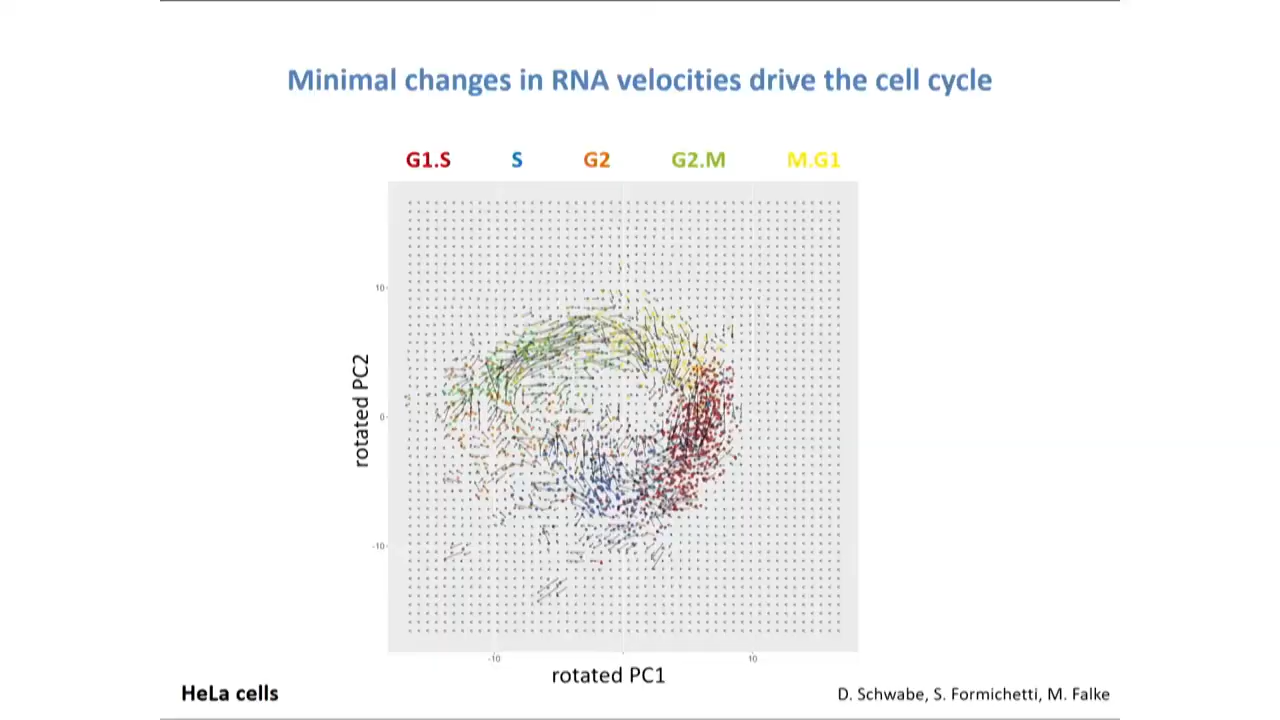 Minimal changes in RNA velocities drive the cell cycle
G1.S S G2 G2.M M.G1
10
0
-10
rotated PC2
-10 10
rotated PC1
HeLa cells
D. Schwabe, S. Formichetti, M. Falke